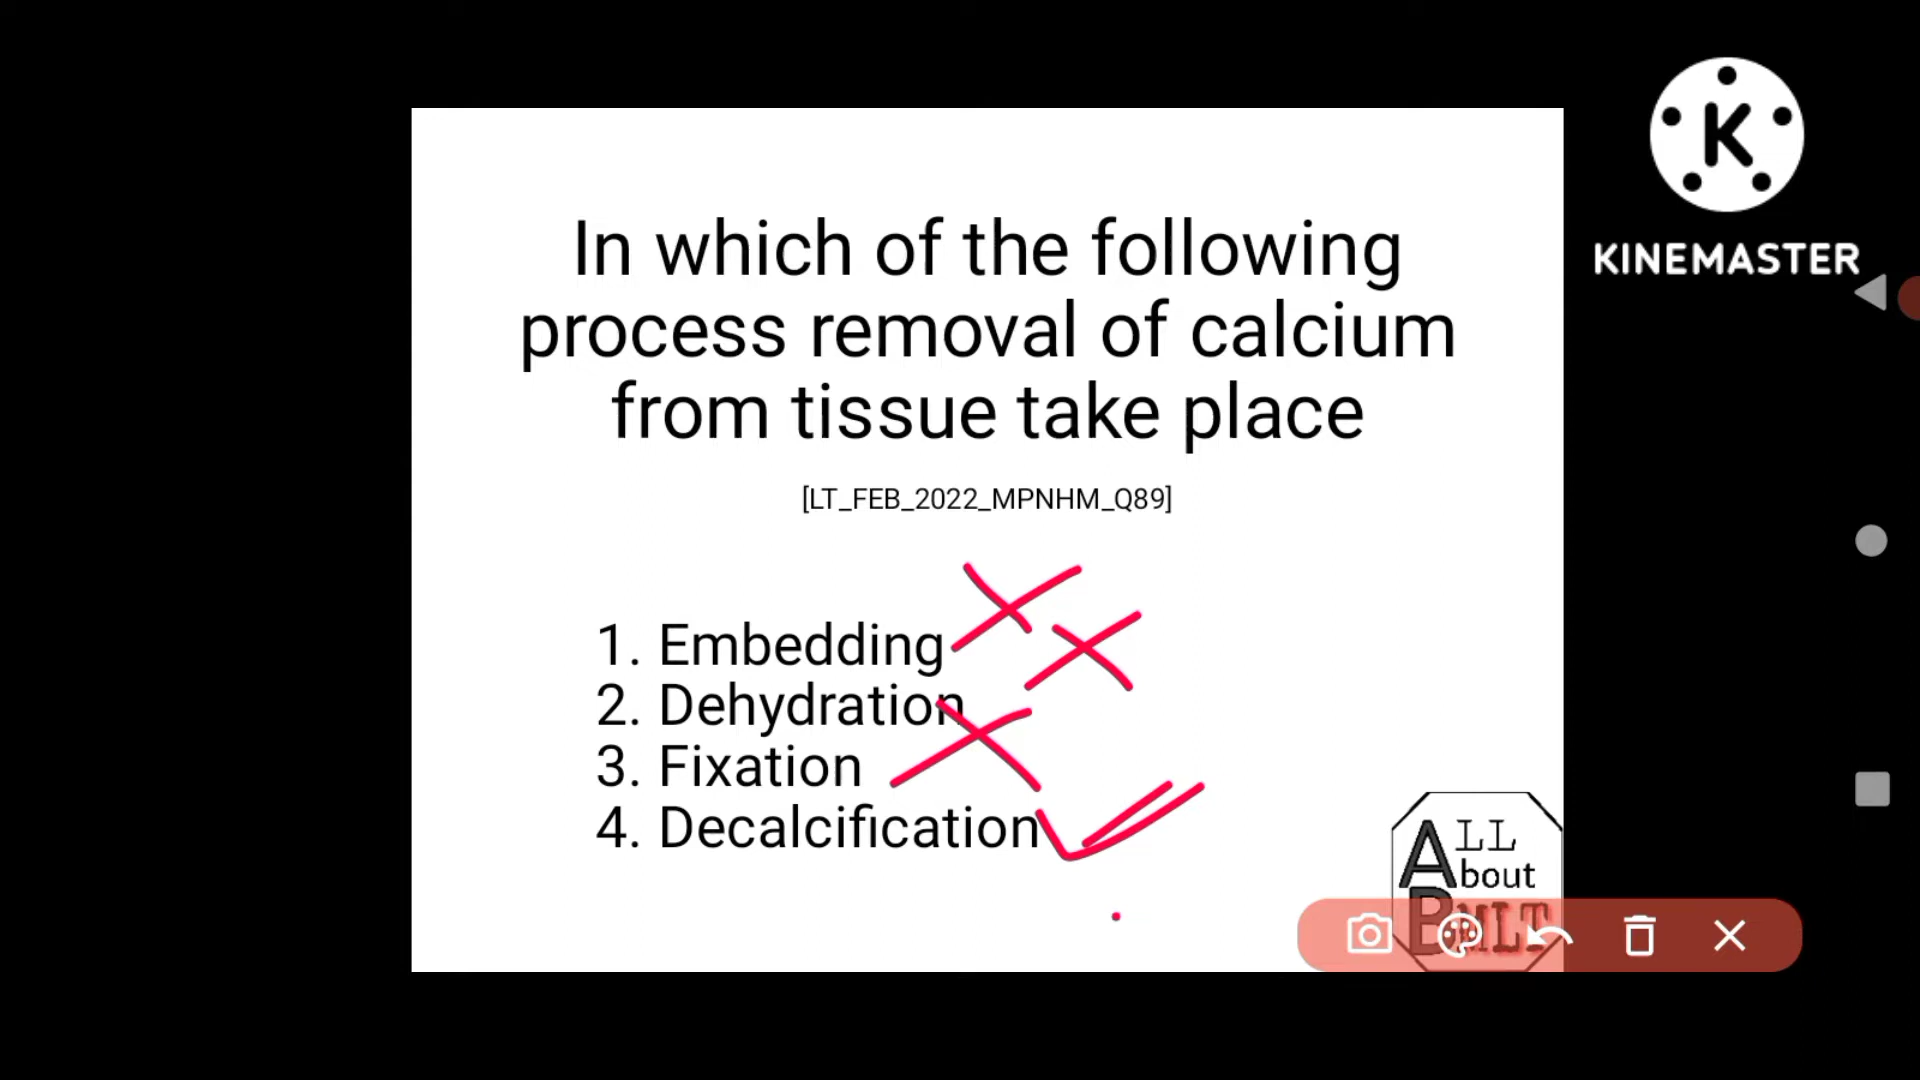 In which of the following
process removal of calcium
from tissue take place
[LT_FEB_2022_MPNHM_Q89]
1. Embedding
2. Dehydration
3. Fixation
4. Decalcification
K
KINEMASTER
ALL
About
BMLT